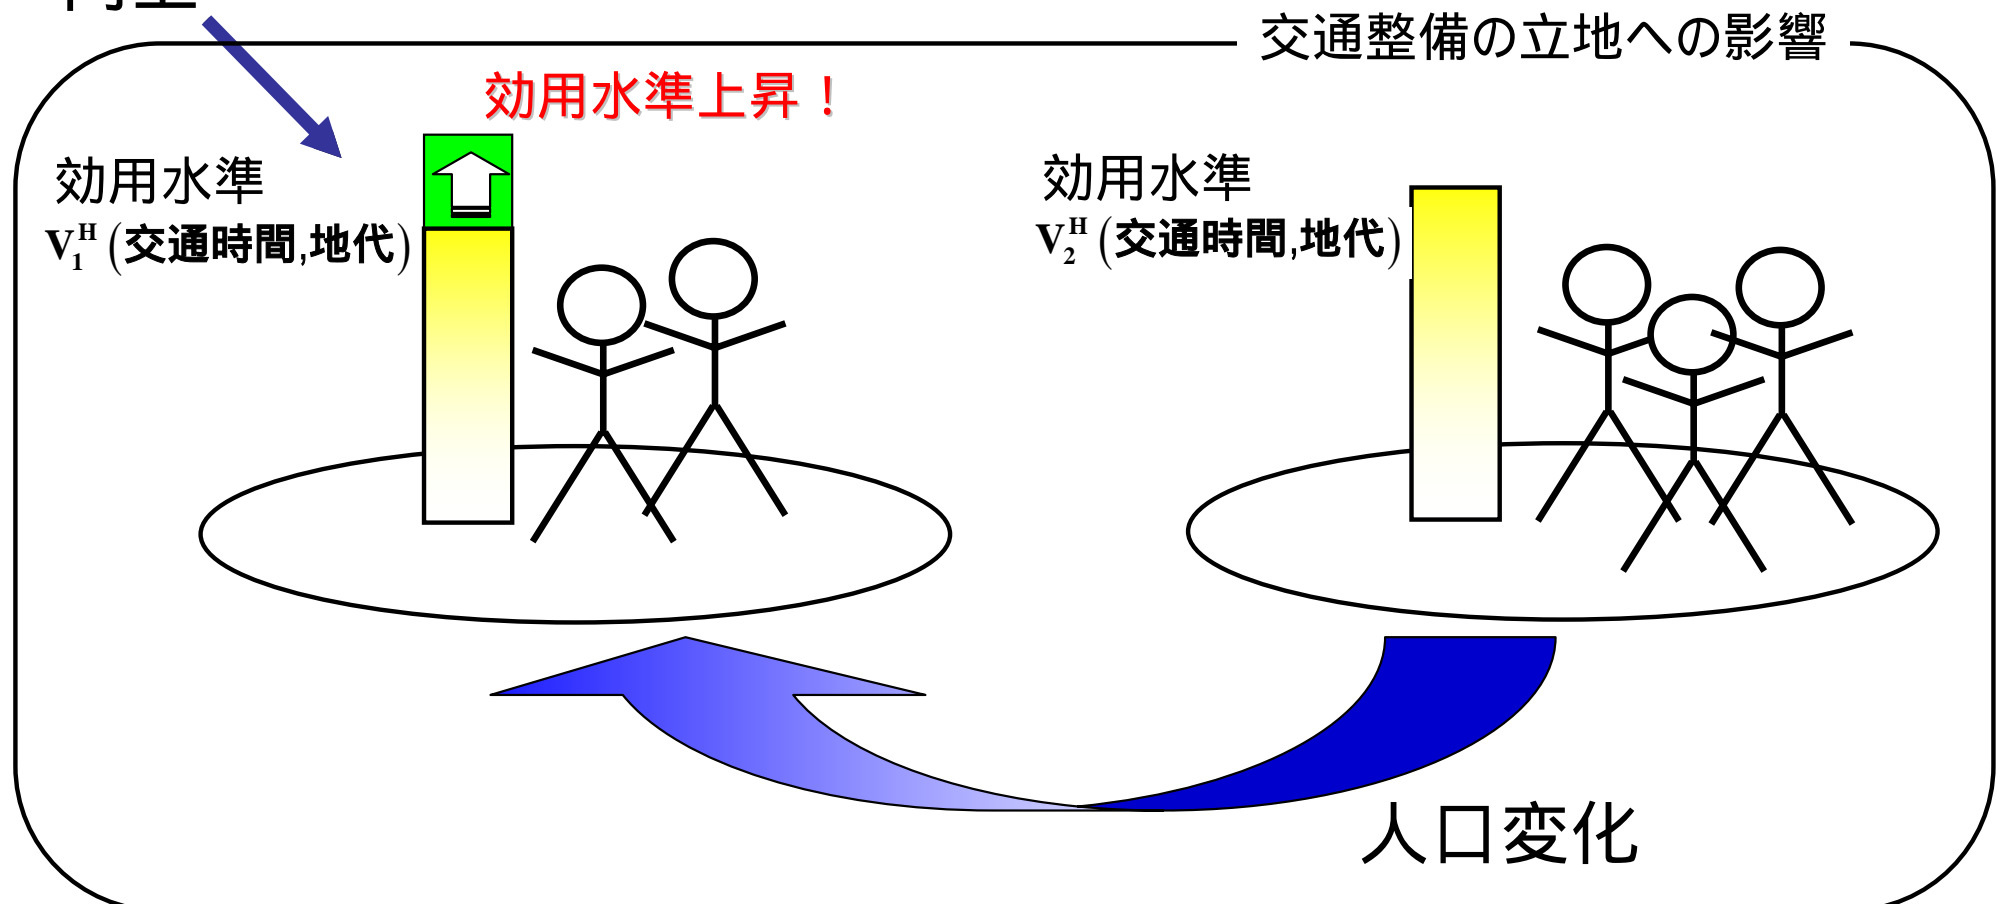 交通整備の立地への影響
効用水準上昇！
効用水準
V₁ᴴ(交通時間,地代)
効用水準
V₂ᴴ(交通時間,地代)
人口変化